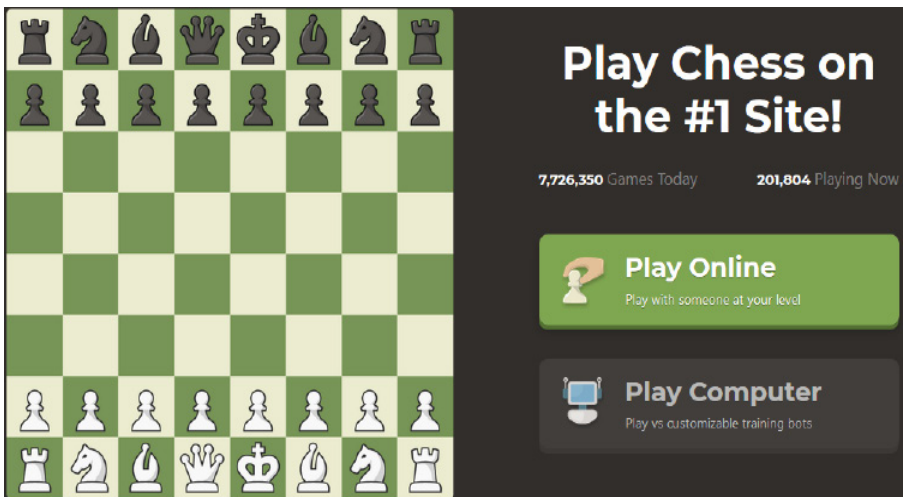 Play Chess on
the #1 Site!
7,726,350 Games Today 201,804 Playing Now
Play Online
Play with someone at your level
Play Computer
Play vs customizable training bots